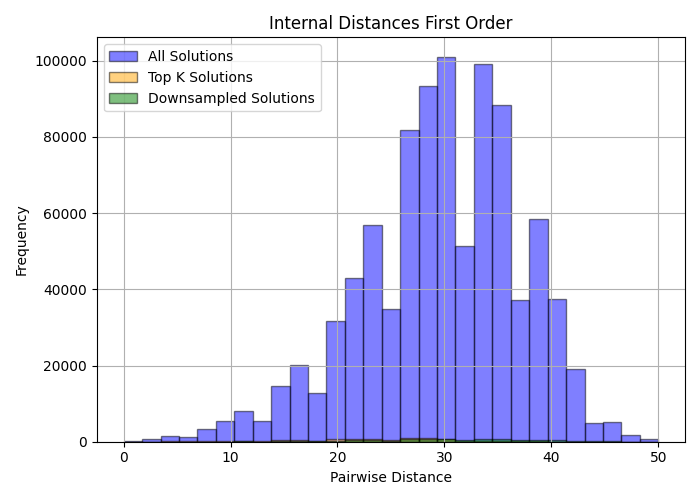 Internal Distances First Order
All Solutions
Top K Solutions
Downsampled Solutions
100000
80000
60000
40000
20000
0
Frequency
0 10 20 30 40 50
Pairwise Distance